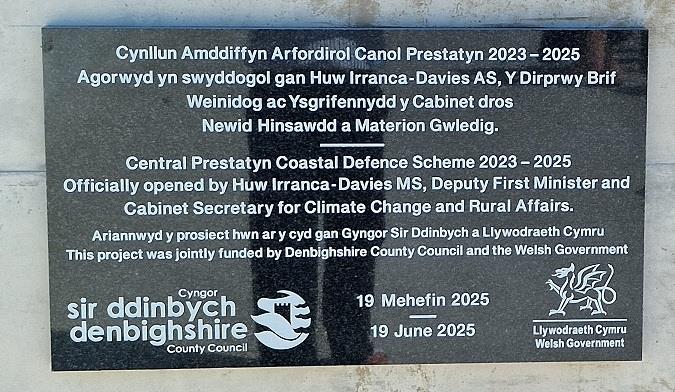 Cynllun Amddiffyn Arfordirol Canol Prestatyn 2023 – 2025
Agorwyd yn swyddogol gan Huw Irranca-Davies AS, Y Dirprwy Brif
Weinidog ac Ysgrifennydd y Cabinet dros
Newid Hinsawdd a Materion Gwledig.
Central Prestatyn Coastal Defence Scheme 2023 – 2025
Officially opened by Huw Irranca-Davies MS, Deputy First Minister and
Cabinet Secretary for Climate Change and Rural Affairs.
Ariannwyd y prosiect hwn ar y cyd gan Gyngor Sir Ddinbych a Llywodraeth Cymru
This project was jointly funded by Denbighshire County Council and the Welsh Government
Cyngor
sir ddinbych
denbighshire
County Council
19 Mehefin 2025
19 June 2025
Llywodraeth Cymru
Welsh Government